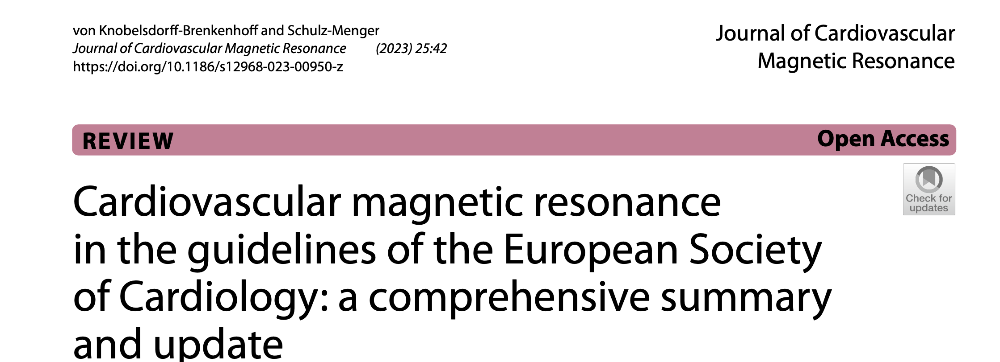 von Knobelsdorff-Brenkenhoff and Schulz-Menger
Journal of Cardiovascular Magnetic Resonance (2023) 25:42
https://doi.org/10.1186/s12968-023-00950-z
Journal of Cardiovascular
Magnetic Resonance
REVIEW
Open Access
Check for
updates
Cardiovascular magnetic resonance
in the guidelines of the European Society
of Cardiology: a comprehensive summary
and update